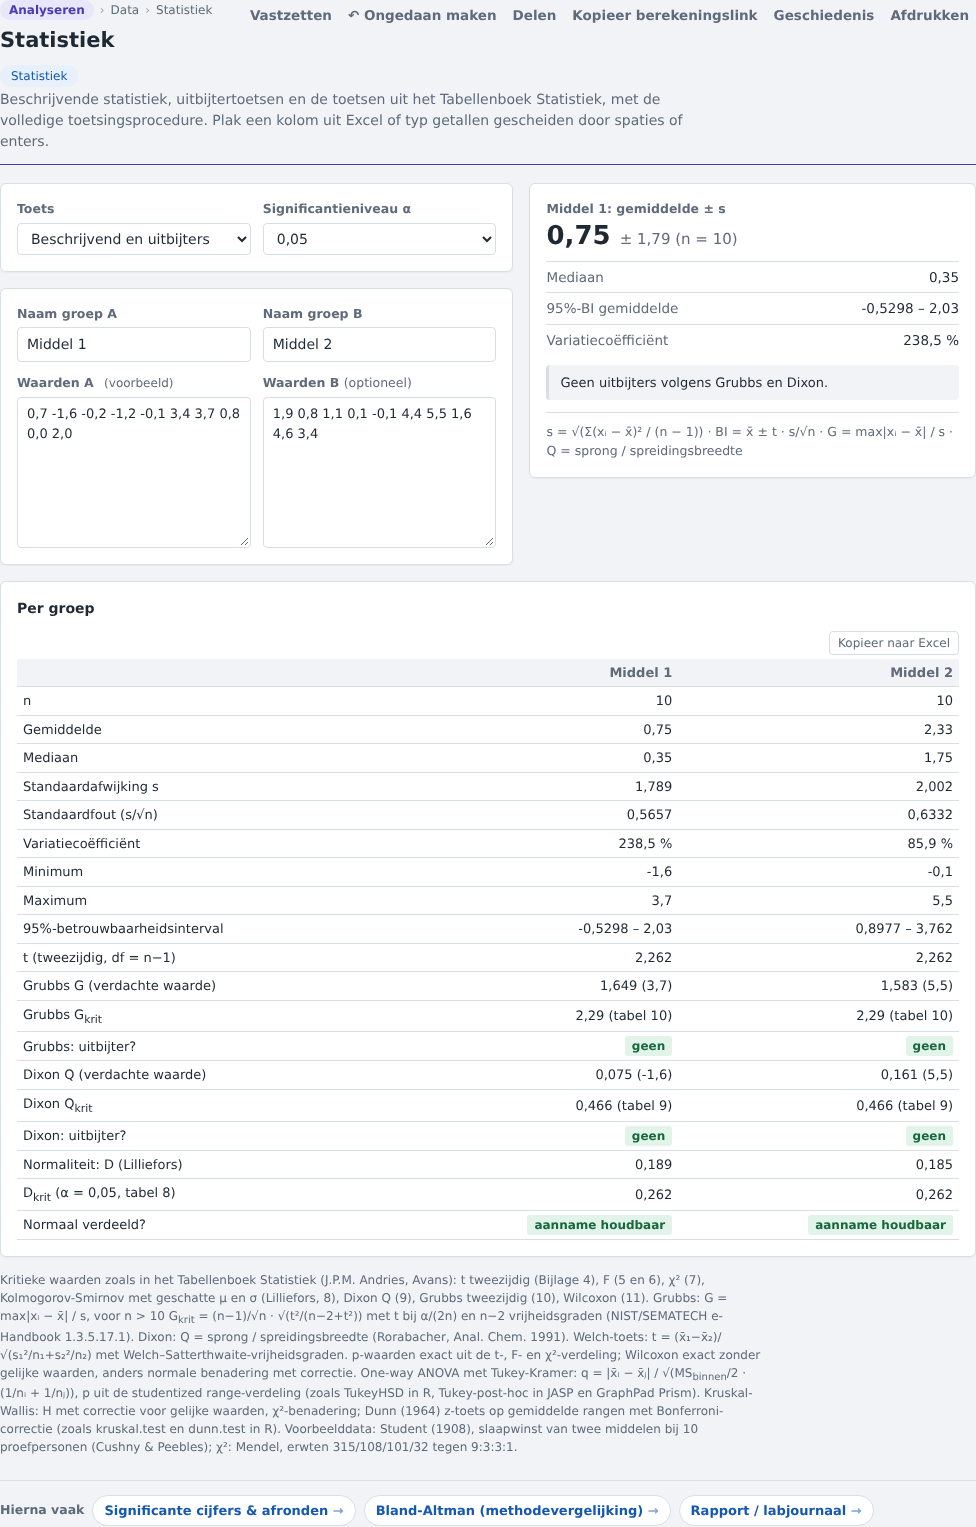 Analyseren › Data › Statistiek
Vastzetten ↶ Ongedaan maken Delen Kopieer berekeningslink Geschiedenis Afdrukken
Statistiek
Statistiek
Beschrijvende statistiek, uitbijtertoetsen en de toetsen uit het Tabellenboek Statistiek, met de
volledige toetsingsprocedure. Plak een kolom uit Excel of typ getallen gescheiden door spaties of
enters.
Toets Significantieniveau α
Beschrijvend en uitbijters 0,05
Naam groep A Naam groep B
Middel 1 Middel 2
Waarden A (voorbeeld) Waarden B (optioneel)
0,7 -1,6 -0,2 -1,2 -0,1 3,4 3,7 0,8
0,0 2,0
1,9 0,8 1,1 0,1 -0,1 4,4 5,5 1,6
4,6 3,4
Middel 1: gemiddelde ± s
0,75 ± 1,79 (n = 10)
Mediaan 0,35
95%-BI gemiddelde -0,5298 – 2,03
Variatiecoëfficiënt 238,5 %
Geen uitbijters volgens Grubbs en Dixon.
s = √(Σ(xᵢ − x̄)² / (n − 1)) · BI = x̄ ± t · s/√n · G = max|xᵢ − x̄| / s ·
Q = sprong / spreidingsbreedte
Per groep
Kopieer naar Excel
Middel 1 Middel 2
n 10 10
Gemiddelde 0,75 2,33
Mediaan 0,35 1,75
Standaardafwijking s 1,789 2,002
Standaardfout (s/√n) 0,5657 0,6332
Variatiecoëfficiënt 238,5 % 85,9 %
Minimum -1,6 -0,1
Maximum 3,7 5,5
95%-betrouwbaarheidsinterval -0,5298 – 2,03 0,8977 – 3,762
t (tweezijdig, df = n−1) 2,262 2,262
Grubbs G (verdachte waarde) 1,649 (3,7) 1,583 (5,5)
Grubbs Gkrit 2,29 (tabel 10) 2,29 (tabel 10)
Grubbs: uitbijter? geen geen
Dixon Q (verdachte waarde) 0,075 (-1,6) 0,161 (5,5)
Dixon Qkrit 0,466 (tabel 9) 0,466 (tabel 9)
Dixon: uitbijter? geen geen
Normaliteit: D (Lilliefors) 0,189 0,185
Dkrit (α = 0,05, tabel 8) 0,262 0,262
Normaal verdeeld? aanname houdbaar aanname houdbaar
Kritieke waarden zoals in het Tabellenboek Statistiek (J.P.M. Andries, Avans): t tweezijdig (Bijlage 4), F (5 en 6), χ² (7),
Kolmogorov-Smirnov met geschatte μ en σ (Lilliefors, 8), Dixon Q (9), Grubbs tweezijdig (10), Wilcoxon (11). Grubbs: G =
max|xᵢ − x̄| / s, voor n > 10 Gkrit = (n−1)/√n · √(t²/(n−2+t²)) met t bij α/(2n) en n−2 vrijheidsgraden (NIST/SEMATECH e-
Handbook 1.3.5.17.1). Dixon: Q = sprong / spreidingsbreedte (Rorabacher, Anal. Chem. 1991). Welch-toets: t = (x̄₁−x̄₂)/
√(s₁²/n₁+s₂²/n₂) met Welch–Satterthwaite-vrijheidsgraden. p-waarden exact uit de t-, F- en χ²-verdeling; Wilcoxon exact zonder
gelijke waarden, anders normale benadering met correctie. One-way ANOVA met Tukey-Kramer: q = |x̄ᵢ − x̄ⱼ| / √(MSbinnen/2 ·
(1/nᵢ + 1/nⱼ)), p uit de studentized range-verdeling (zoals TukeyHSD in R, Tukey-post-hoc in JASP en GraphPad Prism). Kruskal-
Wallis: H met correctie voor gelijke waarden, χ²-benadering; Dunn (1964) z-toets op gemiddelde rangen met Bonferroni-
correctie (zoals kruskal.test en dunn.test in R). Voorbeelddata: Student (1908), slaapwinst van twee middelen bij 10
proefpersonen (Cushny & Peebles); χ²: Mendel, erwten 315/108/101/32 tegen 9:3:3:1.
Hierna vaak Significante cijfers & afronden → Bland-Altman (methodevergelijking) → Rapport / labjournaal →